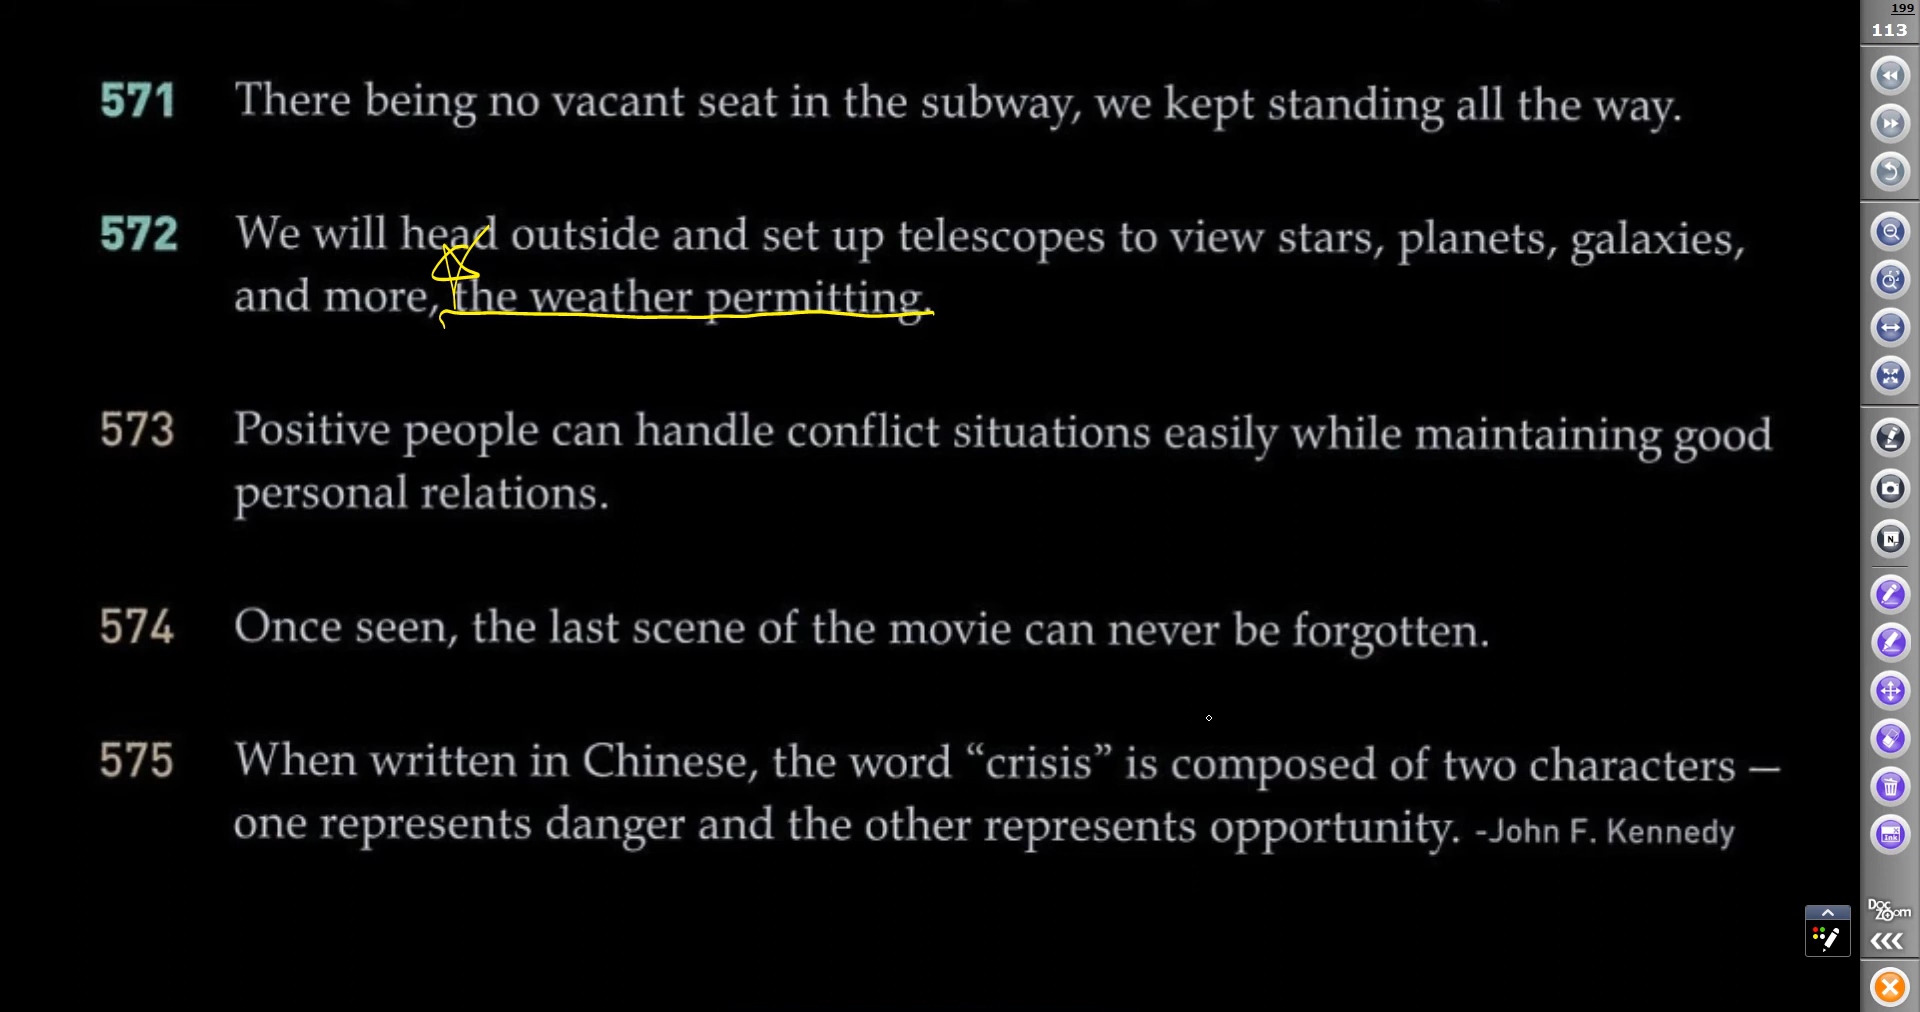 199
113
571 There being no vacant seat in the subway, we kept standing all the way.
572 We will head outside and set up telescopes to view stars, planets, galaxies,
and more, the weather permitting.
573 Positive people can handle conflict situations easily while maintaining good
personal relations.
574 Once seen, the last scene of the movie can never be forgotten.
575 When written in Chinese, the word “crisis” is composed of two characters —
one represents danger and the other represents opportunity. -John F. Kennedy
N
Ink
Doc
Zoom